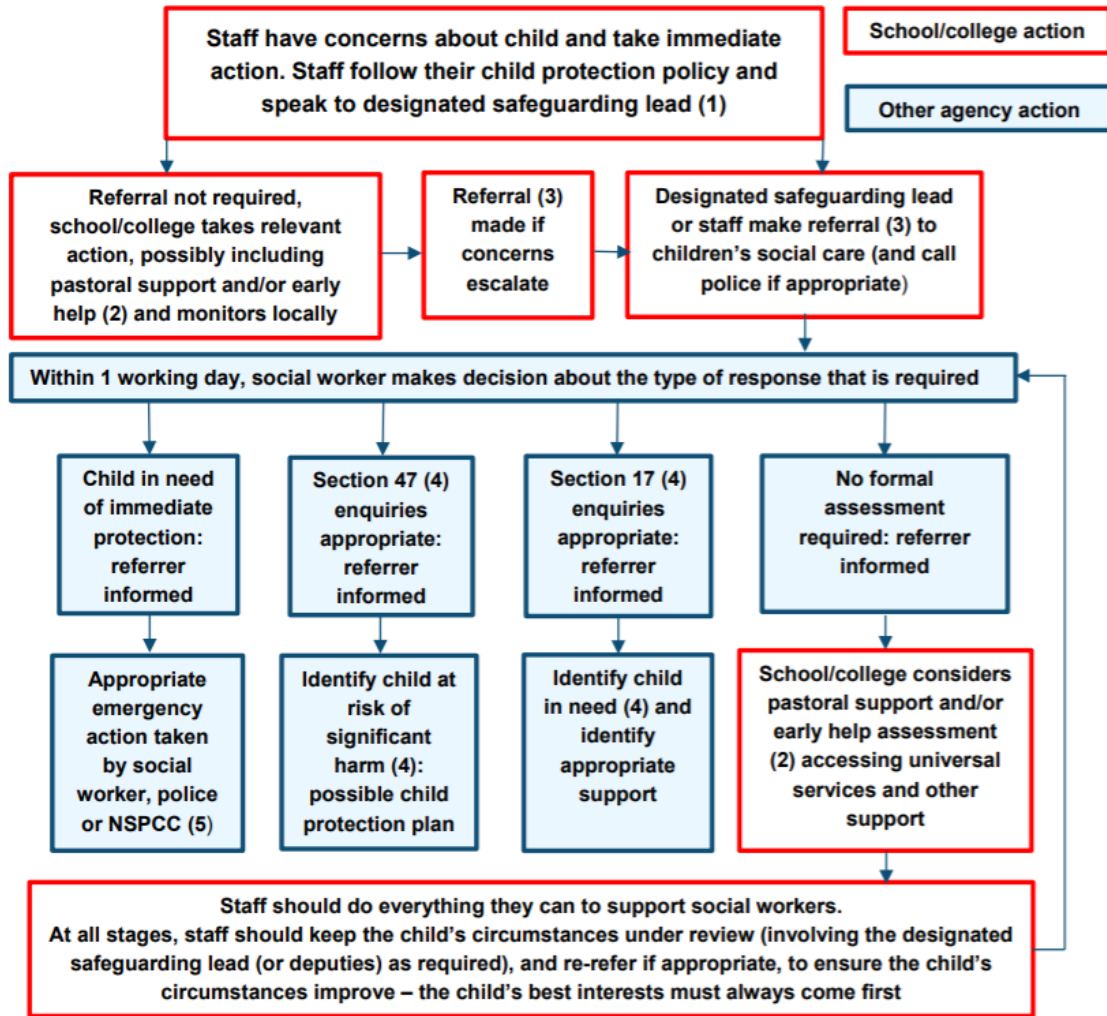 Staff have concerns about child and take immediate
action. Staff follow their child protection policy and
speak to designated safeguarding lead (1)
School/college action
Other agency action
Referral not required,
school/college takes relevant
action, possibly including
pastoral support and/or early
help (2) and monitors locally
Referral (3)
made if
concerns
escalate
Designated safeguarding lead
or staff make referral (3) to
children’s social care (and call
police if appropriate)
Within 1 working day, social worker makes decision about the type of response that is required
Child in need
of immediate
protection:
referrer
informed
Section 47 (4)
enquiries
appropriate:
referrer
informed
Section 17 (4)
enquiries
appropriate:
referrer
informed
No formal
assessment
required: referrer
informed
Appropriate
emergency
action taken
by social
worker, police
or NSPCC (5)
Identify child at
risk of
significant
harm (4):
possible child
protection plan
Identify child
in need (4) and
identify
appropriate
support
School/college considers
pastoral support and/or
early help assessment
(2) accessing universal
services and other
support
Staff should do everything they can to support social workers.
At all stages, staff should keep the child’s circumstances under review (involving the designated
safeguarding lead (or deputies) as required), and re-refer if appropriate, to ensure the child’s
circumstances improve – the child’s best interests must always come first